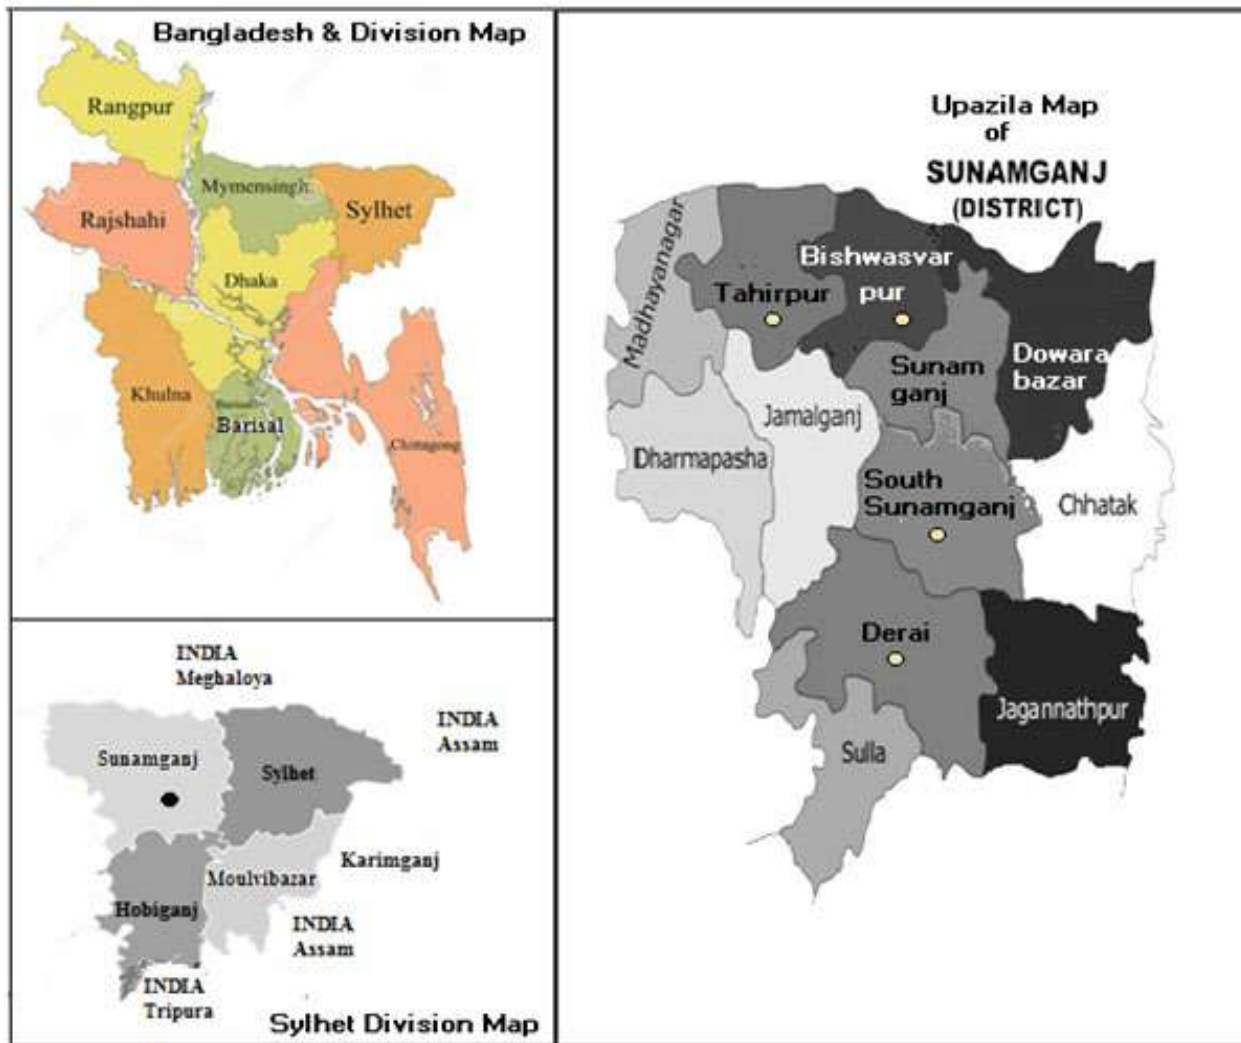 Bangladesh & Division Map
Rangpur
Mymensingh
Rajshahi
Sylhet
Dhaka
Khulna
Barisal
Chittagong
INDIA
Meghaloya
INDIA
Assam
Sunamganj
Sylhet
Karimganj
Moulvibazar
Hobiganj
INDIA
Assam
INDIA
Tripura
Sylhet Division Map
Upazila Map
of
SUNAMGANJ
(DISTRICT)
Madhayanagar
Bishwasvar
pur
Tahirpur
Dowara
bazar
Sunam
ganj
Jamalganj
Dharmapasha
South
Sunamganj
Chhatak
Derai
Jagannathpur
Sulla